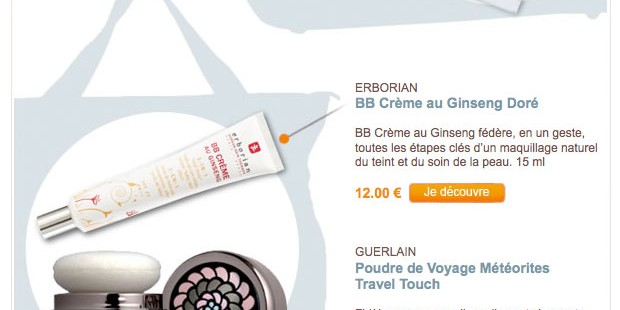 ERBORIAN
BB Crème au Ginseng Doré
BB Crème au Ginseng fédère, en un geste,
toutes les étapes clés d'un maquillage naturel
du teint et du soin de la peau. 15 ml
12.00 €
Je découvre
erborian
BB CRÈME
AU GINSENG
GUERLAIN
Poudre de Voyage Météorites
Travel Touch